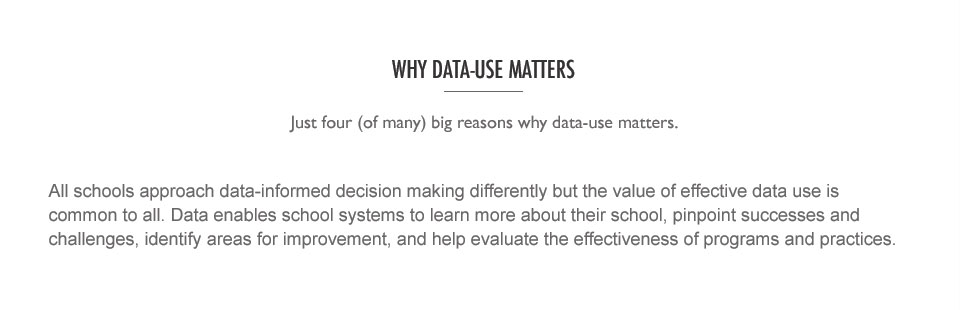 WHY DATA-USE MATTERS
Just four (of many) big reasons why data-use matters.
All schools approach data-informed decision making differently but the value of effective data use is
common to all. Data enables school systems to learn more about their school, pinpoint successes and
challenges, identify areas for improvement, and help evaluate the effectiveness of programs and practices.